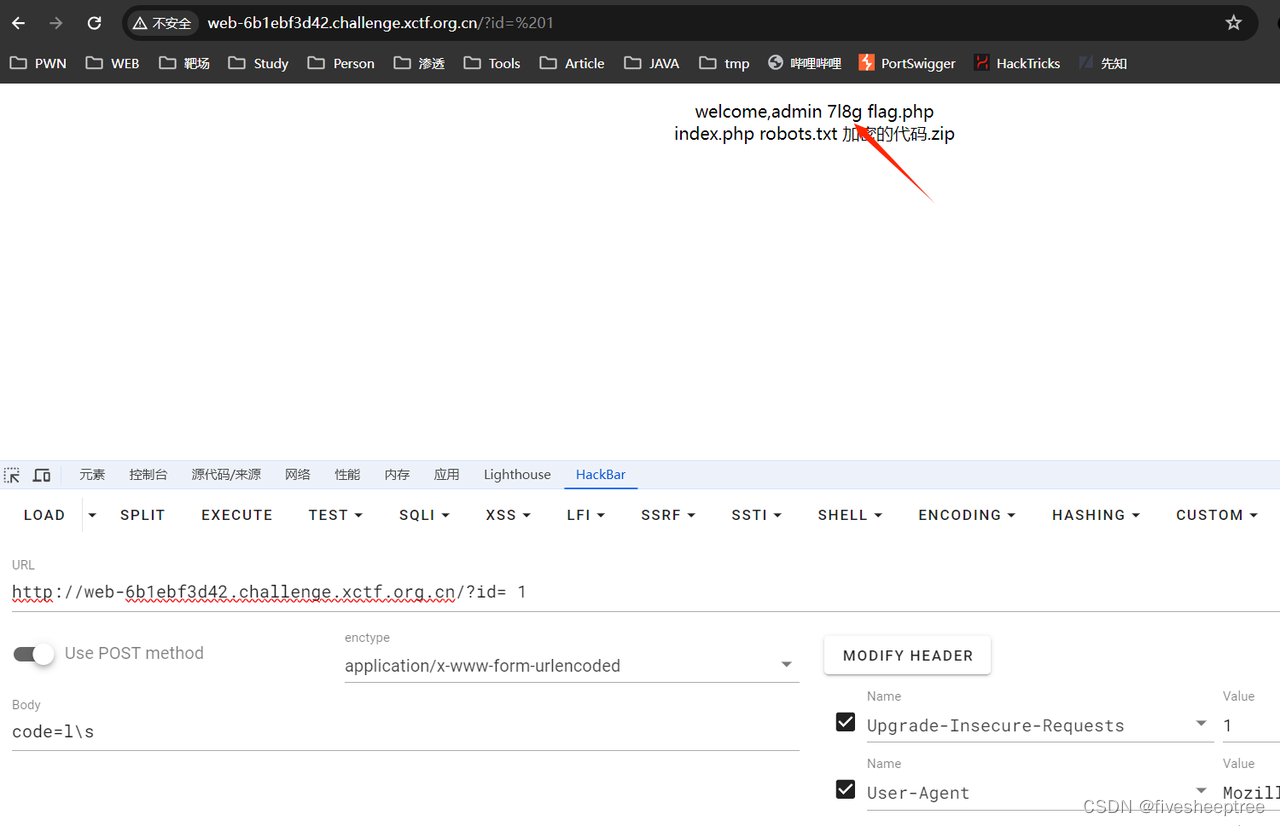 不安全 web-6b1ebf3d42.challenge.xctf.org.cn/?id=%201
PWN WEB 靶场 Study Person 渗透 Tools Article JAVA tmp 哔哩哔哩 PortSwigger HackTricks 先知
welcome,admin 7l8g flag.php
index.php robots.txt 加密的代码.zip
元素 控制台 源代码/来源 网络 性能 内存 应用 Lighthouse HackBar
LOAD SPLIT EXECUTE TEST SQLI XSS LFI SSRF SSTI SHELL ENCODING HASHING CUSTOM
URL
http://web-6b1ebf3d42.challenge.xctf.org.cn/?id= 1
Use POST method
enctype
application/x-www-form-urlencoded
MODIFY HEADER
Body
code=l\s
Name Value
Upgrade-Insecure-Requests 1
Name Value
User-Agent Mozill
CSDN @fivesheeptree